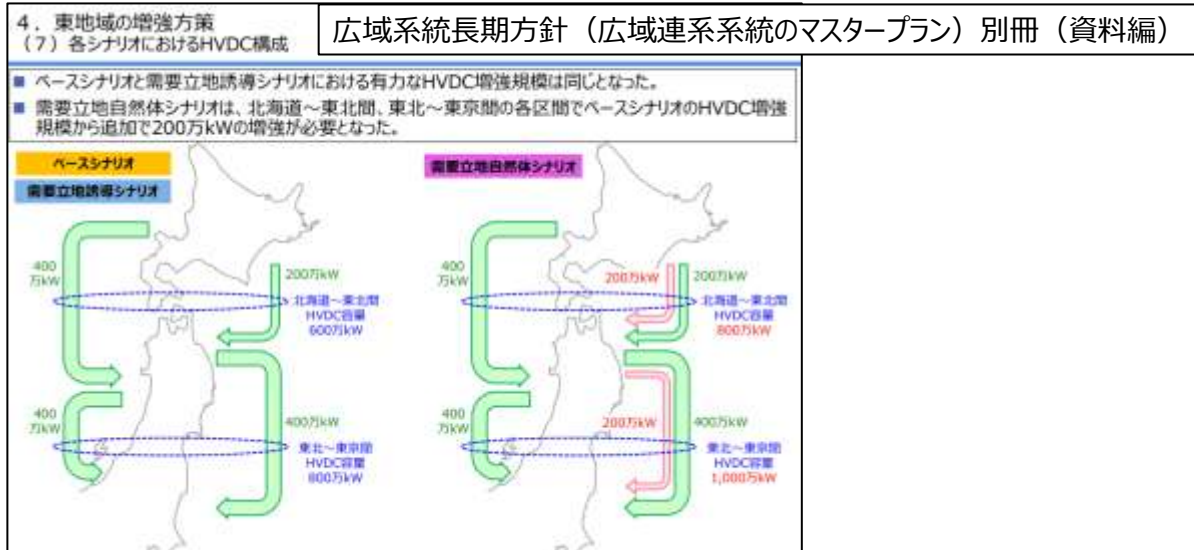 4．東地域の増強方策
（7）各シナリオにおけるHVDC構成
広域系統長期方針（広域連系系統のマスタープラン）別冊（資料編）
■ ベースシナリオと需要立地誘導シナリオにおける有力なHVDC増強規模は同じとなった。
■ 需要立地自然体シナリオは、北海道～東北間、東北～東京間の各区間でベースシナリオのHVDC増強
規模から追加で200万kWの増強が必要となった。
ベースシナリオ
需要立地誘導シナリオ
400
万kW
200万kW
北海道～東北間
HVDC容量
600万kW
400
万kW
400万kW
東北～東京間
HVDC容量
800万kW
需要立地自然体シナリオ
400
万kW
200万kW
200万kW
北海道～東北間
HVDC容量
800万kW
400
万kW
200万kW
400万kW
東北～東京間
HVDC容量
1,000万kW